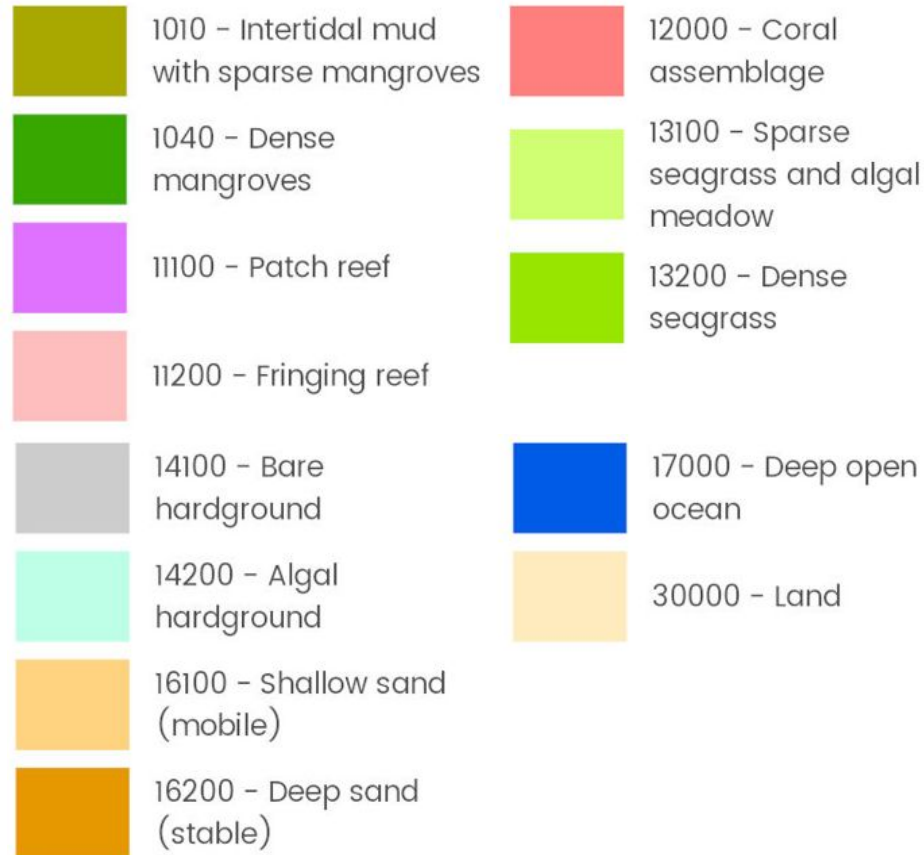 1010 - Intertidal mud
with sparse mangroves
1040 - Dense
mangroves
11100 - Patch reef
11200 - Fringing reef
14100 - Bare
hardground
14200 - Algal
hardground
16100 - Shallow sand
(mobile)
16200 - Deep sand
(stable)
12000 - Coral
assemblage
13100 - Sparse
seagrass and algal
meadow
13200 - Dense
seagrass
17000 - Deep open
ocean
30000 - Land